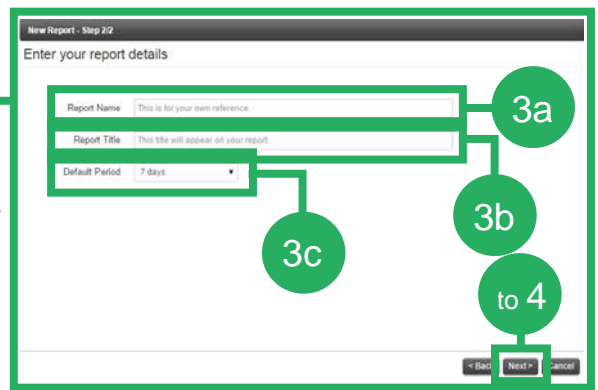 New Report - Step 2/2
Enter your report details
Report Name This is for your own reference.
3a
Report Title This title will appear on your report.
3b
Default Period 7 days
3c
to 4
< Back Next > Cancel